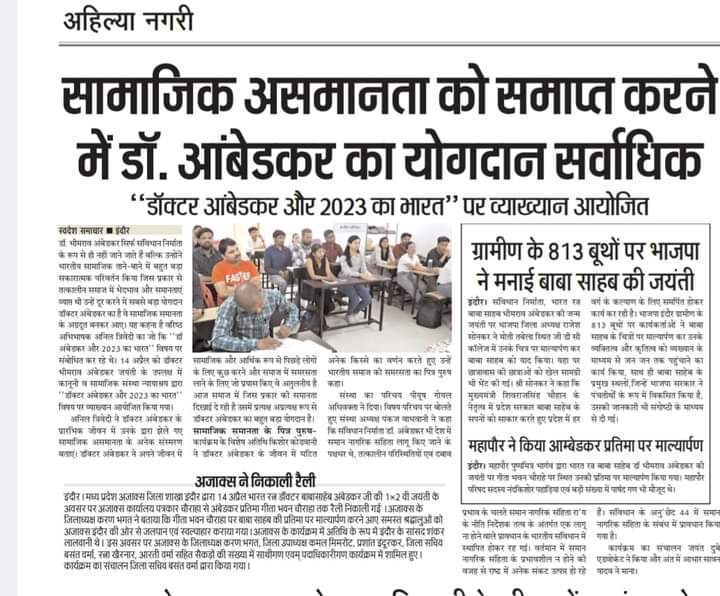 अहिल्या नगरी
सामाजिक असमानता को समाप्त करने
में डॉ. आंबेडकर का योगदान सर्वाधिक
"डॉक्टर आंबेडकर और 2023 का भारत" पर व्याख्यान आयोजित
स्वदेश समाचार ■ इंदौर
डॉ. भीमराव अंबेडकर सिर्फ संविधान निर्माता
के रूप से ही नहीं जाने जाते है बल्कि उन्होने
भारतीय सामाजिक ताने-बाने में बहुत बड़ा
सकारात्मक परिवर्तन किया जिस प्रकार से
तत्कालीन समाज में भेदभाव और समानताएं
व्याप्त थी उन्हें दूर करने में सबसे बड़ा योगदान
डॉक्टर अंबेडकर का है वे सामाजिक समानता
के अग्रदूत बनकर आए। यह कहना है वरिष्ठ
अभिभाषक अनिल त्रिवेदी का जो कि "डॉ
अंबेडकर और 2023 का भारत" विषय पर
संबोधित कर रहे थे। 14 अप्रैल को डॉक्टर
भीमराव अंबेडकर जयंती के उपलक्ष में
कानूनी व सामाजिक संस्था न्यायाश्रय द्वारा
"डॉक्टर अंबेडकर और 2023 का भारत"
विषय पर व्याख्यान आयोजित किया गया।
अनिल त्रिवेदी ने डॉक्टर अंबेडकर के
प्रारंभिक जीवन में उनके द्वारा झेले गए
सामाजिक असमानता के अनेक संस्मरण
बताएं। डॉक्टर अंबेडकर ने अपने जीवन में
FASTER
सामाजिक और आर्थिक रूप से पिछड़े लोगों
के लिए कुछ करने और समाज में समरसता
लाने के लिए जो प्रयास किए वे अतुलनीय है
आज समाज में जिस प्रकार की समानता
दिखाई दे रही है उसमें प्रत्यक्ष अप्रत्यक्ष रूप से
डॉक्टर अंबेडकर का बहुत बड़ा योगदान है।
सामाजिक समानता के पित्र पुरुष-
कार्यक्रम के विशेष अतिथि किशोर कोडवानी
ने डॉक्टर अंबेडकर के जीवन में घटित
अनेक किस्सो का वर्णन करते हुए उन्हें
भारतीय समाज की समरसता का पित्र पुरुष
कहा।
संस्था का परिचय पीयूष गोयल
अधिवक्ता ने दिया। विषय परिचय पर बोलते
हुए संस्था अध्यक्ष पंकज वाधवानी ने कहा
कि संविधान निर्माता डॉ. अंबेडकर भी देश में
समान नागरिक संहिता लागू किए जाने के
पक्षधर थे, तत्कालीन परिस्थितियों एवं दबाव
ग्रामीण के 813 बूथों पर भाजपा
ने मनाई बाबा साहब की जयंती
इंदौर। संविधान निर्माता, भारत रत्न
बाबा साहब भीमराव अंबेडकर की जन्म
जयंती पर भाजपा जिला अध्यक्ष राजेश
सोनकर ने मोती तबेला स्थित जी दी सी
कालेज में उनके चित्र पर माल्यार्पण कर
बाबा साहब को याद किया। वहा पर
छात्रावास की छात्राओं को खेल सामग्री
भी भेंट की गई। श्री सोनकर ने कहा कि
मुख्यमंत्री शिवराजसिंह चौहान के
नेतृत्व में प्रदेश सरकार बाबा साहेब के
सपनों को साकार करते हुए प्रदेश में हर
वर्ग के कल्याण के लिए समर्पित होकर
कार्य कर रही है। भाजपा इंदौर ग्रामीण के
813 बूथों पर कार्यकर्ताओं ने बाबा
साहब के चित्रों पर माल्यार्पण कर उनके
व्यक्तित्व और कृतित्व को व्याख्यान के
माध्यम से जन जन तक पहुंचाने का
कार्य किया, साथ ही बाबा साहब के
प्रमुख स्थलों,जिन्हें भाजपा सरकार ने
पंचतीर्थों के रूप में विकसित किया है,
उसकी जानकारी भी संगोष्ठी के माध्यम
से दी गई।
महापौर ने किया आम्बेडकर प्रतिमा पर माल्यार्पण
इंदौर। महापौर पुष्यमित्र भार्गव द्वारा भारत रत्न बाबा साहेब डॉ भीमराव अंबेडकर की
जयंती पर गीता भवन चौराहे पर स्थित उनकी प्रतिमा पर माल्यार्पण किया गया। महापौर
परिषद सदस्य नंदकिशोर पहाड़िया एवं बड़ी संख्या में पार्षद गण भी मौजूद थे।
अजाक्स ने निकाली रैली
इंदौर। मध्य प्रदेश अजाक्स जिला शाखा इंदौर द्वारा 14 अप्रैल भारत रत्न डॉक्टर बाबासाहेब अंबेडकर जी की 1×2 वी जयंती के
अवसर पर अजाक्स कार्यालय पत्रकार चौराहा से अंबेडकर प्रतिमा गीता भवन चौराहा तक रैली निकाली गई ।अजाक्स के
जिलाध्यक्ष करण भगत ने बताया कि गीता भवन चौराहा पर बाबा साहब की प्रतिमा पर माल्यार्पण करने आए समस्त श्रद्धालुओं को
अजाक्स इंदौर की ओर से जलपान एवं स्वल्पाहार कराया गया।अजाक्स के कार्यक्रम में अतिथि के रूप में इंदौर के सांसद शंकर
लालवानी थे। इस अवसर पर अजाक्स के जिलाध्यक्ष करण भगत, जिला उपाध्यक्ष कमल मिमरोट, प्रशांत इंदूरकर, जिला सचिव
बसंत वर्मा, रत्ना खैरनार, आरती वर्मा सहित सैकड़ों की संख्या में साथीगण एवम् पदाधिकारीगण कार्यक्रम में शामिल हुए।
कार्यक्रम का संचालन जिला सचिव बसंत वर्मा द्वारा किया गया।
प्रभाव के चलते समान नागरिक संहिता रा'य
के नीति निर्देशक तत्व के अंतर्गत एक लागू
ना होने वाले प्रावधान के भारतीय संविधान में
स्थापित होकर रह गई। वर्तमान में समान
नागरिक संहिता के प्रभावशील न होने की
वजह से राष्ट्र में अनेक संकट उत्पन्न हो रहे
है। संविधान के अनु'छेद 44 में समान
नागरिक संहिता के संबंध में प्रावधान किया
गया है।
कार्यक्रम का संचालन जयंत दुबे
एडवोकेट ने किया और अंत में आभार सावन
यादव ने माना।